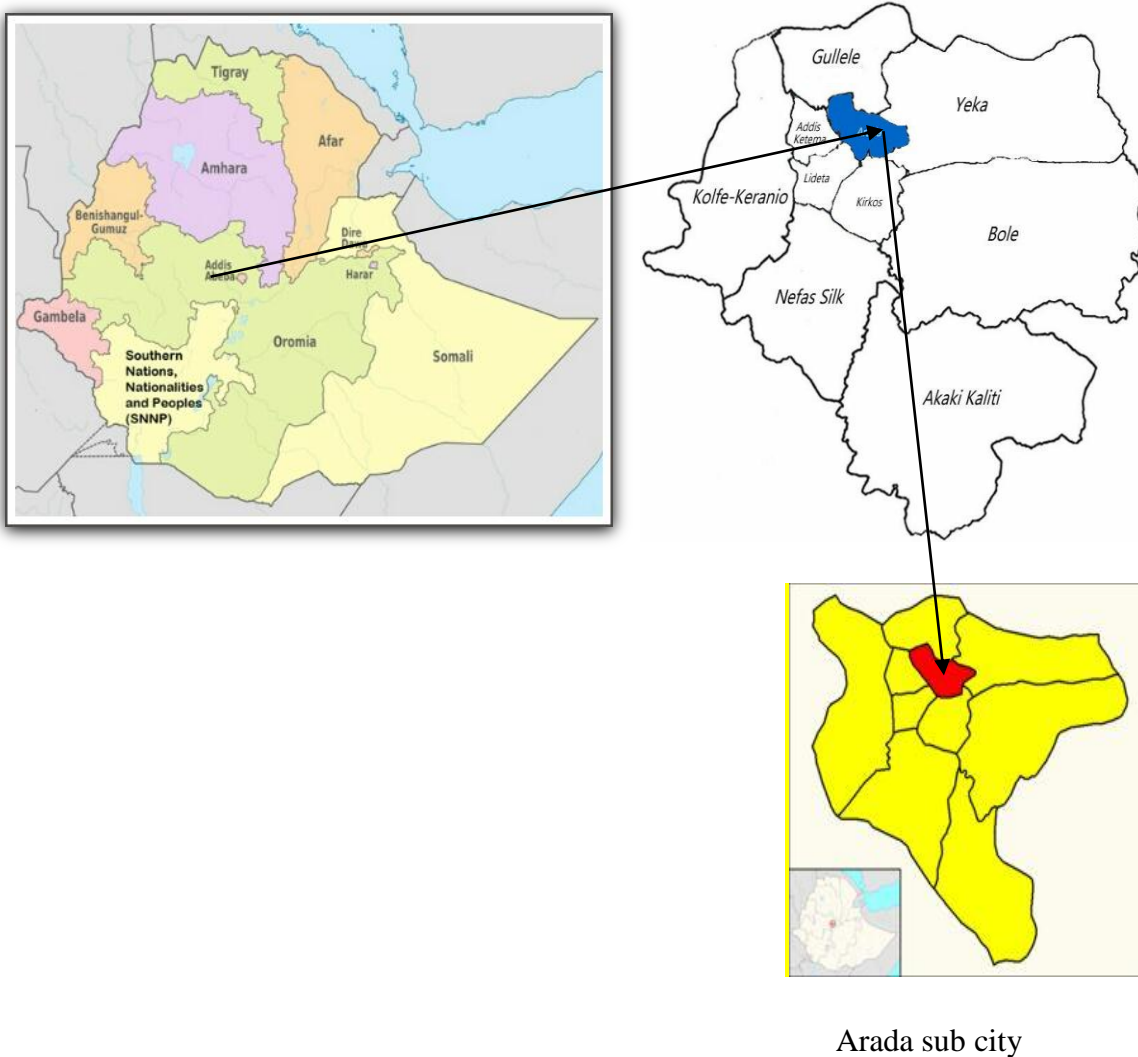 Tigray
Afar
Amhara
Benishangul-
Gumuz
Dire
Dawa
Addis
Abeba
Harar
Gambela
Oromia
Somali
Southern
Nations,
Nationalities
and Peoples
(SNNP)
Gullele
Yeka
Addis
Ketema
Lideta
Kirkos
Kolfe-Keranio
Bole
Nefas Silk
Akaki Kaliti
Arada sub city